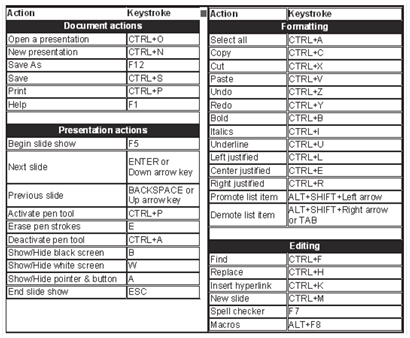 Action Keystroke
Document actions
Open a presentation CTRL+O
New presentation CTRL+N
Save As F12
Save CTRL+S
Print CTRL+P
Help F1
Presentation actions
Begin slide show F5
Next slide ENTER or
Down arrow key
Previous slide BACKSPACE or
Up arrow key
Activate pen tool CTRL+P
Erase pen strokes E
Deactivate pen tool CTRL+A
Show/Hide black screen B
Show/Hide white screen W
Show/Hide pointer & button A
End slide show ESC
Action Keystroke
Formatting
Select all CTRL+A
Copy CTRL+C
Cut CTRL+X
Paste CTRL+V
Undo CTRL+Z
Redo CTRL+Y
Bold CTRL+B
Italics CTRL+I
Underline CTRL+U
Left justified CTRL+L
Center justified CTRL+E
Right justified CTRL+R
Promote list item ALT+SHIFT+Left arrow
Demote list item ALT+SHIFT+Right arrow
or TAB
Editing
Find CTRL+F
Replace CTRL+H
Insert hyperlink CTRL+K
New slide CTRL+M
Spell checker F7
Macros ALT+F8